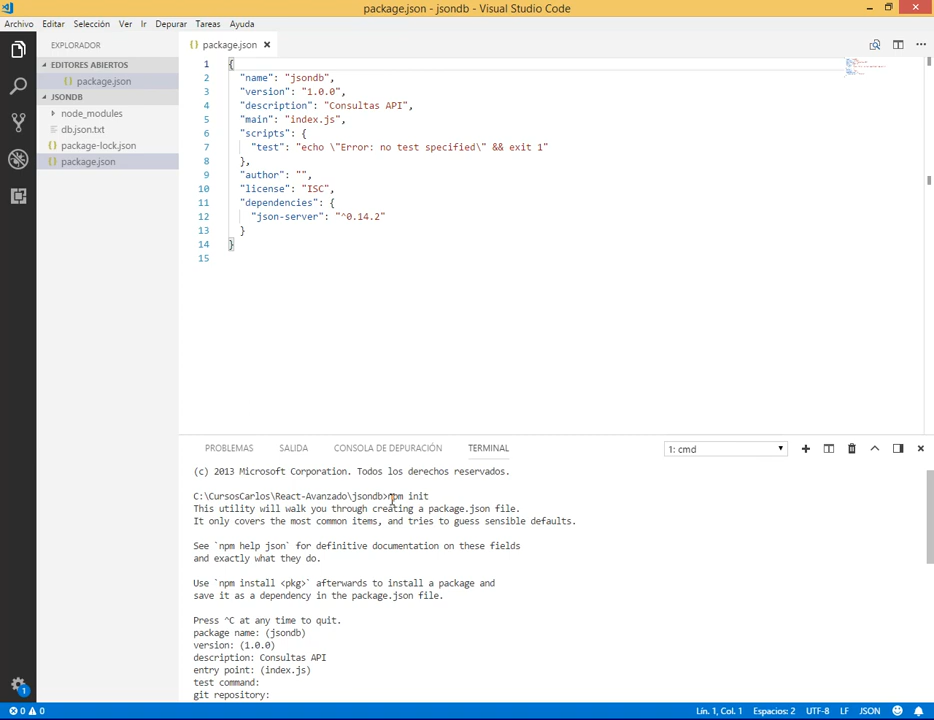 package.json - jsondb - Visual Studio Code
Archivo Editar Selección Ver Ir Depurar Tareas Ayuda
EXPLORADOR
EDITORES ABIERTOS
{} package.json
JSONDB
node_modules
db.json.txt
{} package-lock.json
{} package.json
{} package.json
1 {
2 "name": "jsondb",
3 "version": "1.0.0",
4 "description": "Consultas API",
5 "main": "index.js",
6 "scripts": {
7 "test": "echo \"Error: no test specified\" && exit 1"
8 },
9 "author": "",
10 "license": "ISC",
11 "dependencies": {
12 "json-server": "^0.14.2"
13 }
14 }
15
PROBLEMAS SALIDA CONSOLA DE DEPURACIÓN TERMINAL 1: cmd
(c) 2013 Microsoft Corporation. Todos los derechos reservados.
C:\CursosCarlos\React-Avanzado\jsondb>npm init
This utility will walk you through creating a package.json file.
It only covers the most common items, and tries to guess sensible defaults.
See `npm help json` for definitive documentation on these fields
and exactly what they do.
Use `npm install <pkg>` afterwards to install a package and
save it as a dependency in the package.json file.
Press ^C at any time to quit.
package name: (jsondb)
version: (1.0.0)
description: Consultas API
entry point: (index.js)
test command:
git repository:
1
0 0 Lín. 1, Col. 1 Espacios: 2 UTF-8 LF JSON